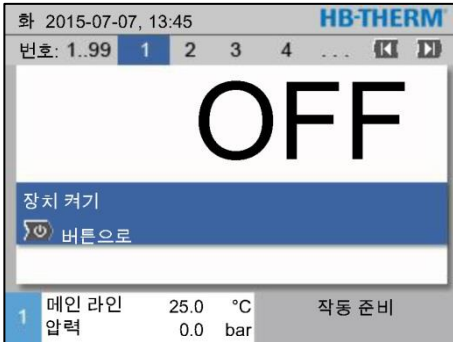 화 2015-07-07, 13:45 HB-THERM
번호: 1..99 1 2 3 4 ...
OFF
장치 켜기
버튼으로
1 메인 라인 25.0 °C 작동 준비
압력 0.0 bar